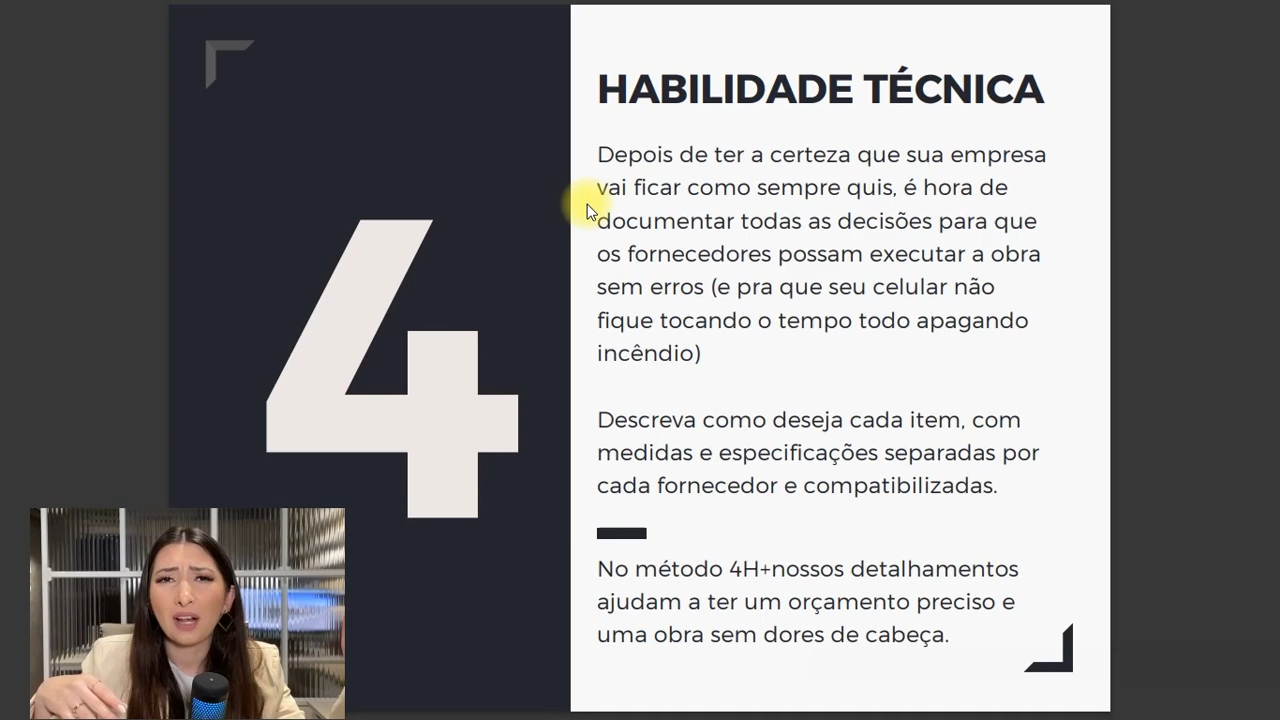 4
HABILIDADE TÉCNICA
Depois de ter a certeza que sua empresa
vai ficar como sempre quis, é hora de
documentar todas as decisões para que
os fornecedores possam executar a obra
sem erros (e pra que seu celular não
fique tocando o tempo todo apagando
incêndio)
Descreva como deseja cada item, com
medidas e especificações separadas por
cada fornecedor e compatibilizadas.
No método 4H+nossos detalhamentos
ajudam a ter um orçamento preciso e
uma obra sem dores de cabeça.